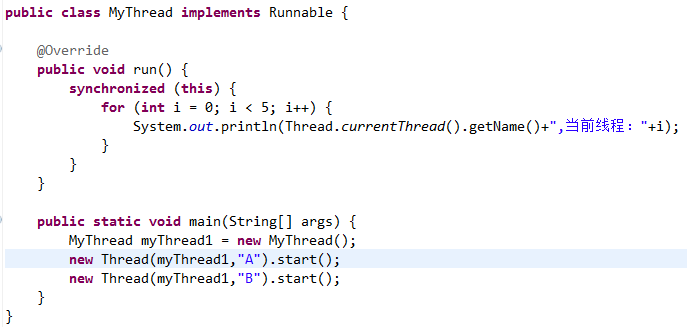 public class MyThread implements Runnable {
@Override
public void run() {
synchronized (this) {
for (int i = 0; i < 5; i++) {
System.out.println(Thread.currentThread().getName()+",当前线程："+i);
}
}
}
public static void main(String[] args) {
MyThread myThread1 = new MyThread();
new Thread(myThread1,"A").start();
new Thread(myThread1,"B").start();
}
}